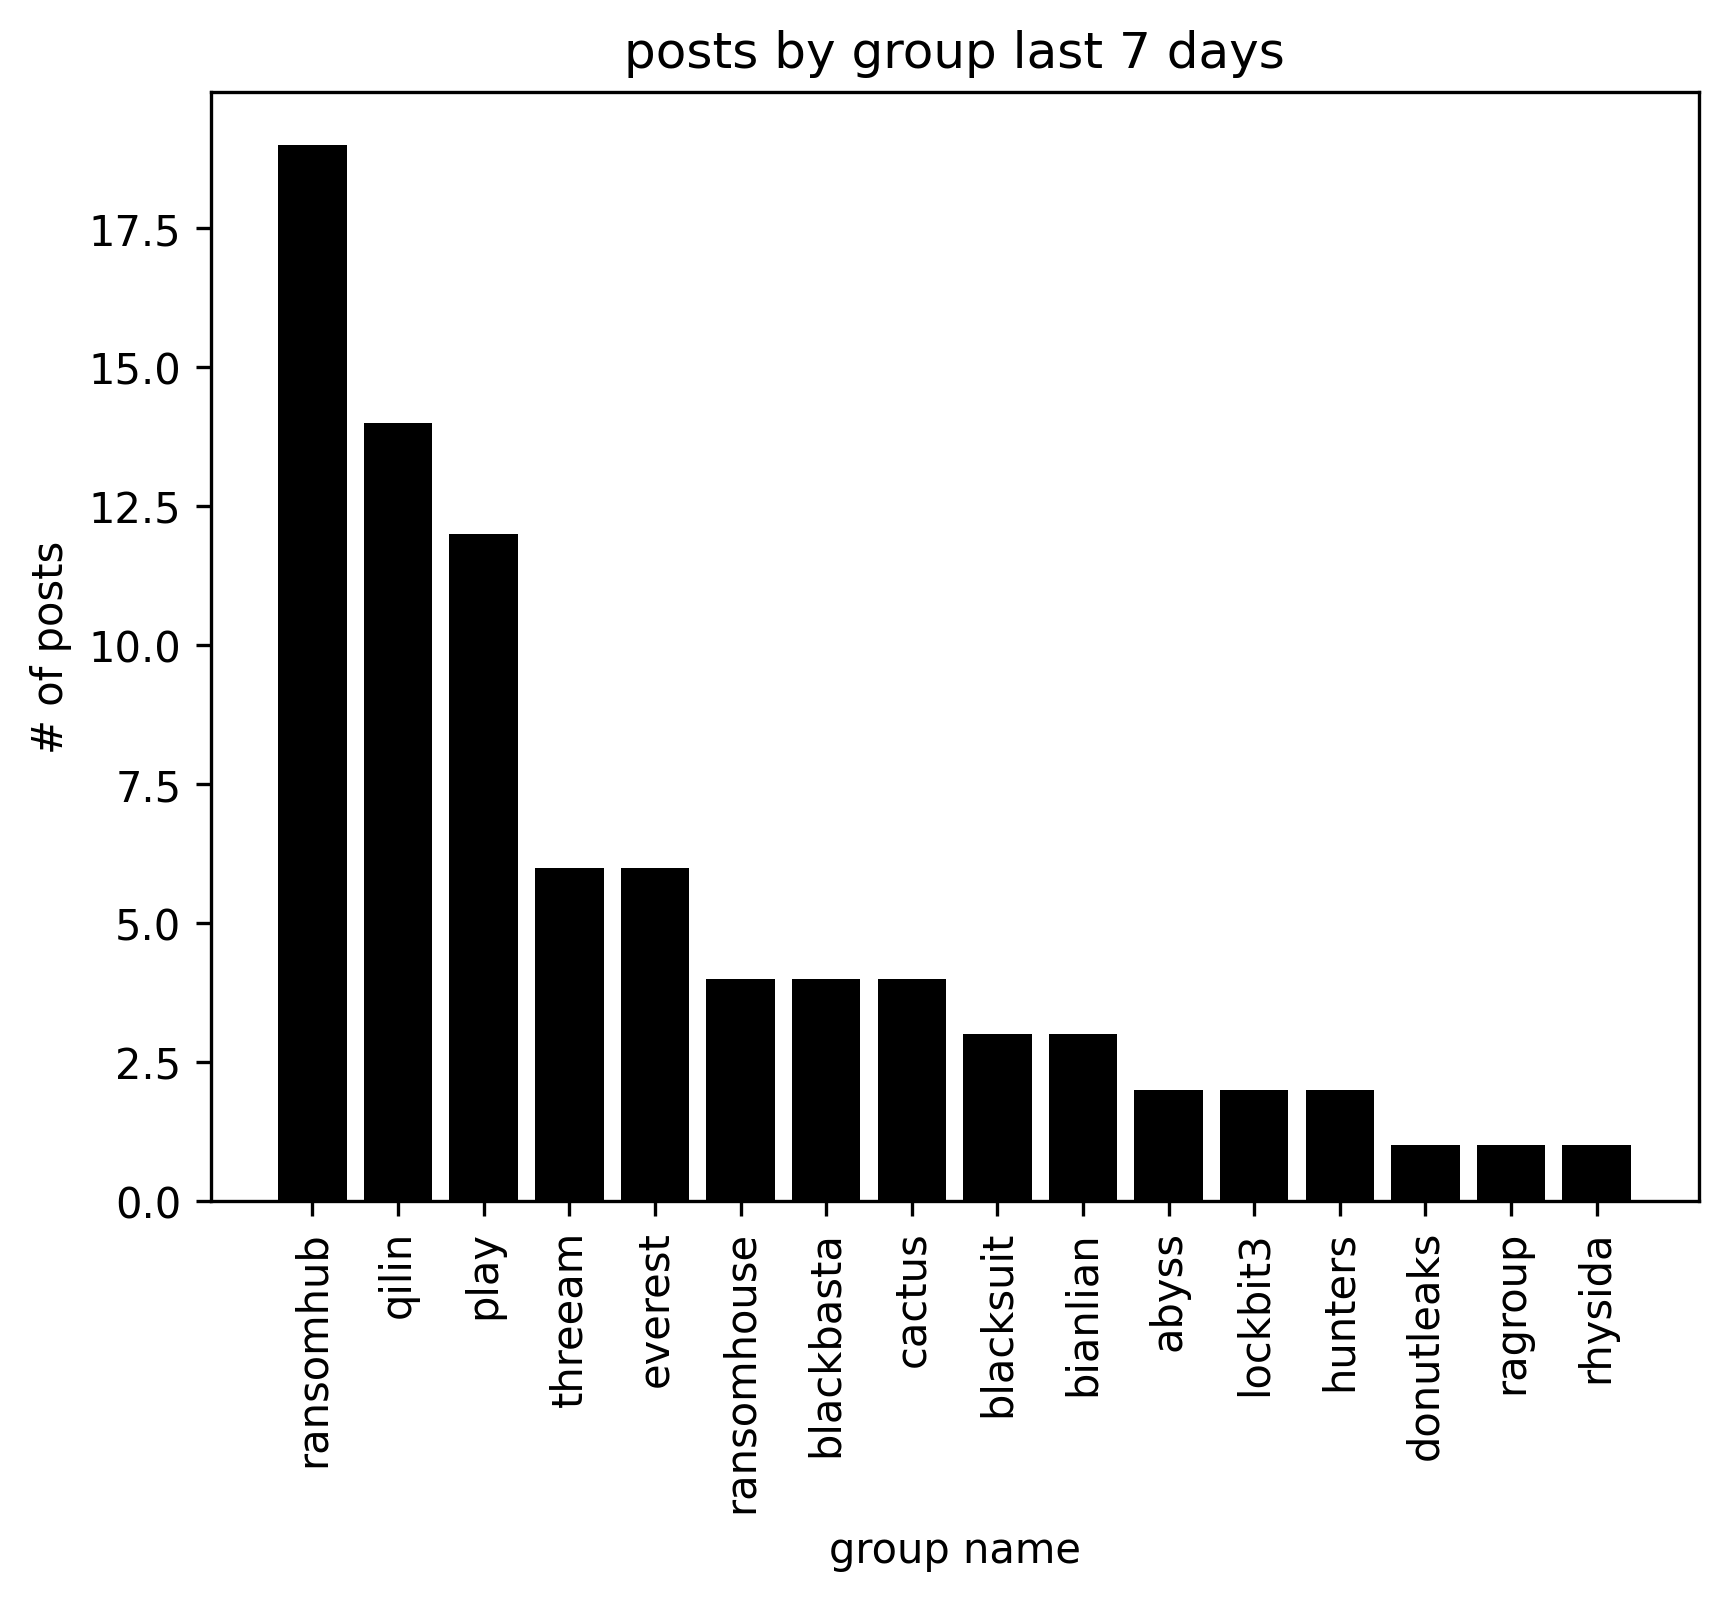 posts by group last 7 days
# of posts
17.5
15.0
12.5
10.0
7.5
5.0
2.5
0.0
ransomhub
qilin
play
threeam
everest
ransomhouse
blackbasta
cactus
blacksuit
bianlian
abyss
lockbit3
hunters
donutleaks
ragroup
rhysida
group name